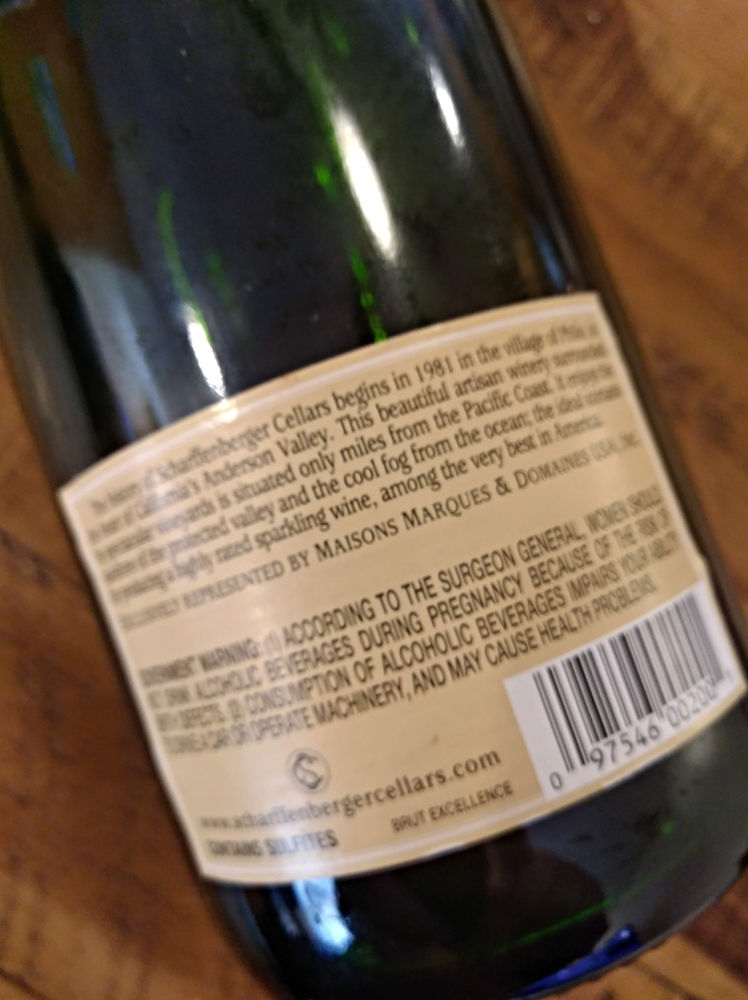 The history of Scharffenberger Cellars begins in 1981 in the village of Philo, in
the heart of California's Anderson Valley. This beautiful artisan winery surrounded
by spectacular vineyards is situated only miles from the Pacific Coast. It enjoys the
of the protected valley and the cool fog from the ocean; the ideal
for producing a highly rated sparkling wine, among the very best in America.
EXCLUSIVELY REPRESENTED BY MAISONS MARQUES & DOMAINES USA, INC.
GOVERNMENT WARNING: (1) ACCORDING TO THE SURGEON GENERAL, WOMEN SHOULD
NOT DRINK ALCOHOLIC BEVERAGES DURING PREGNANCY BECAUSE OF THE RISK OF
BIRTH DEFECTS. (2) CONSUMPTION OF ALCOHOLIC BEVERAGES IMPAIRS YOUR ABILITY
TO DRIVE A CAR OR OPERATE MACHINERY, AND MAY CAUSE HEALTH PROBLEMS.
www.scharffenbergercellars.com
CONTAINS SULFITES
BRUT EXCELLENCE
0 97546 00200